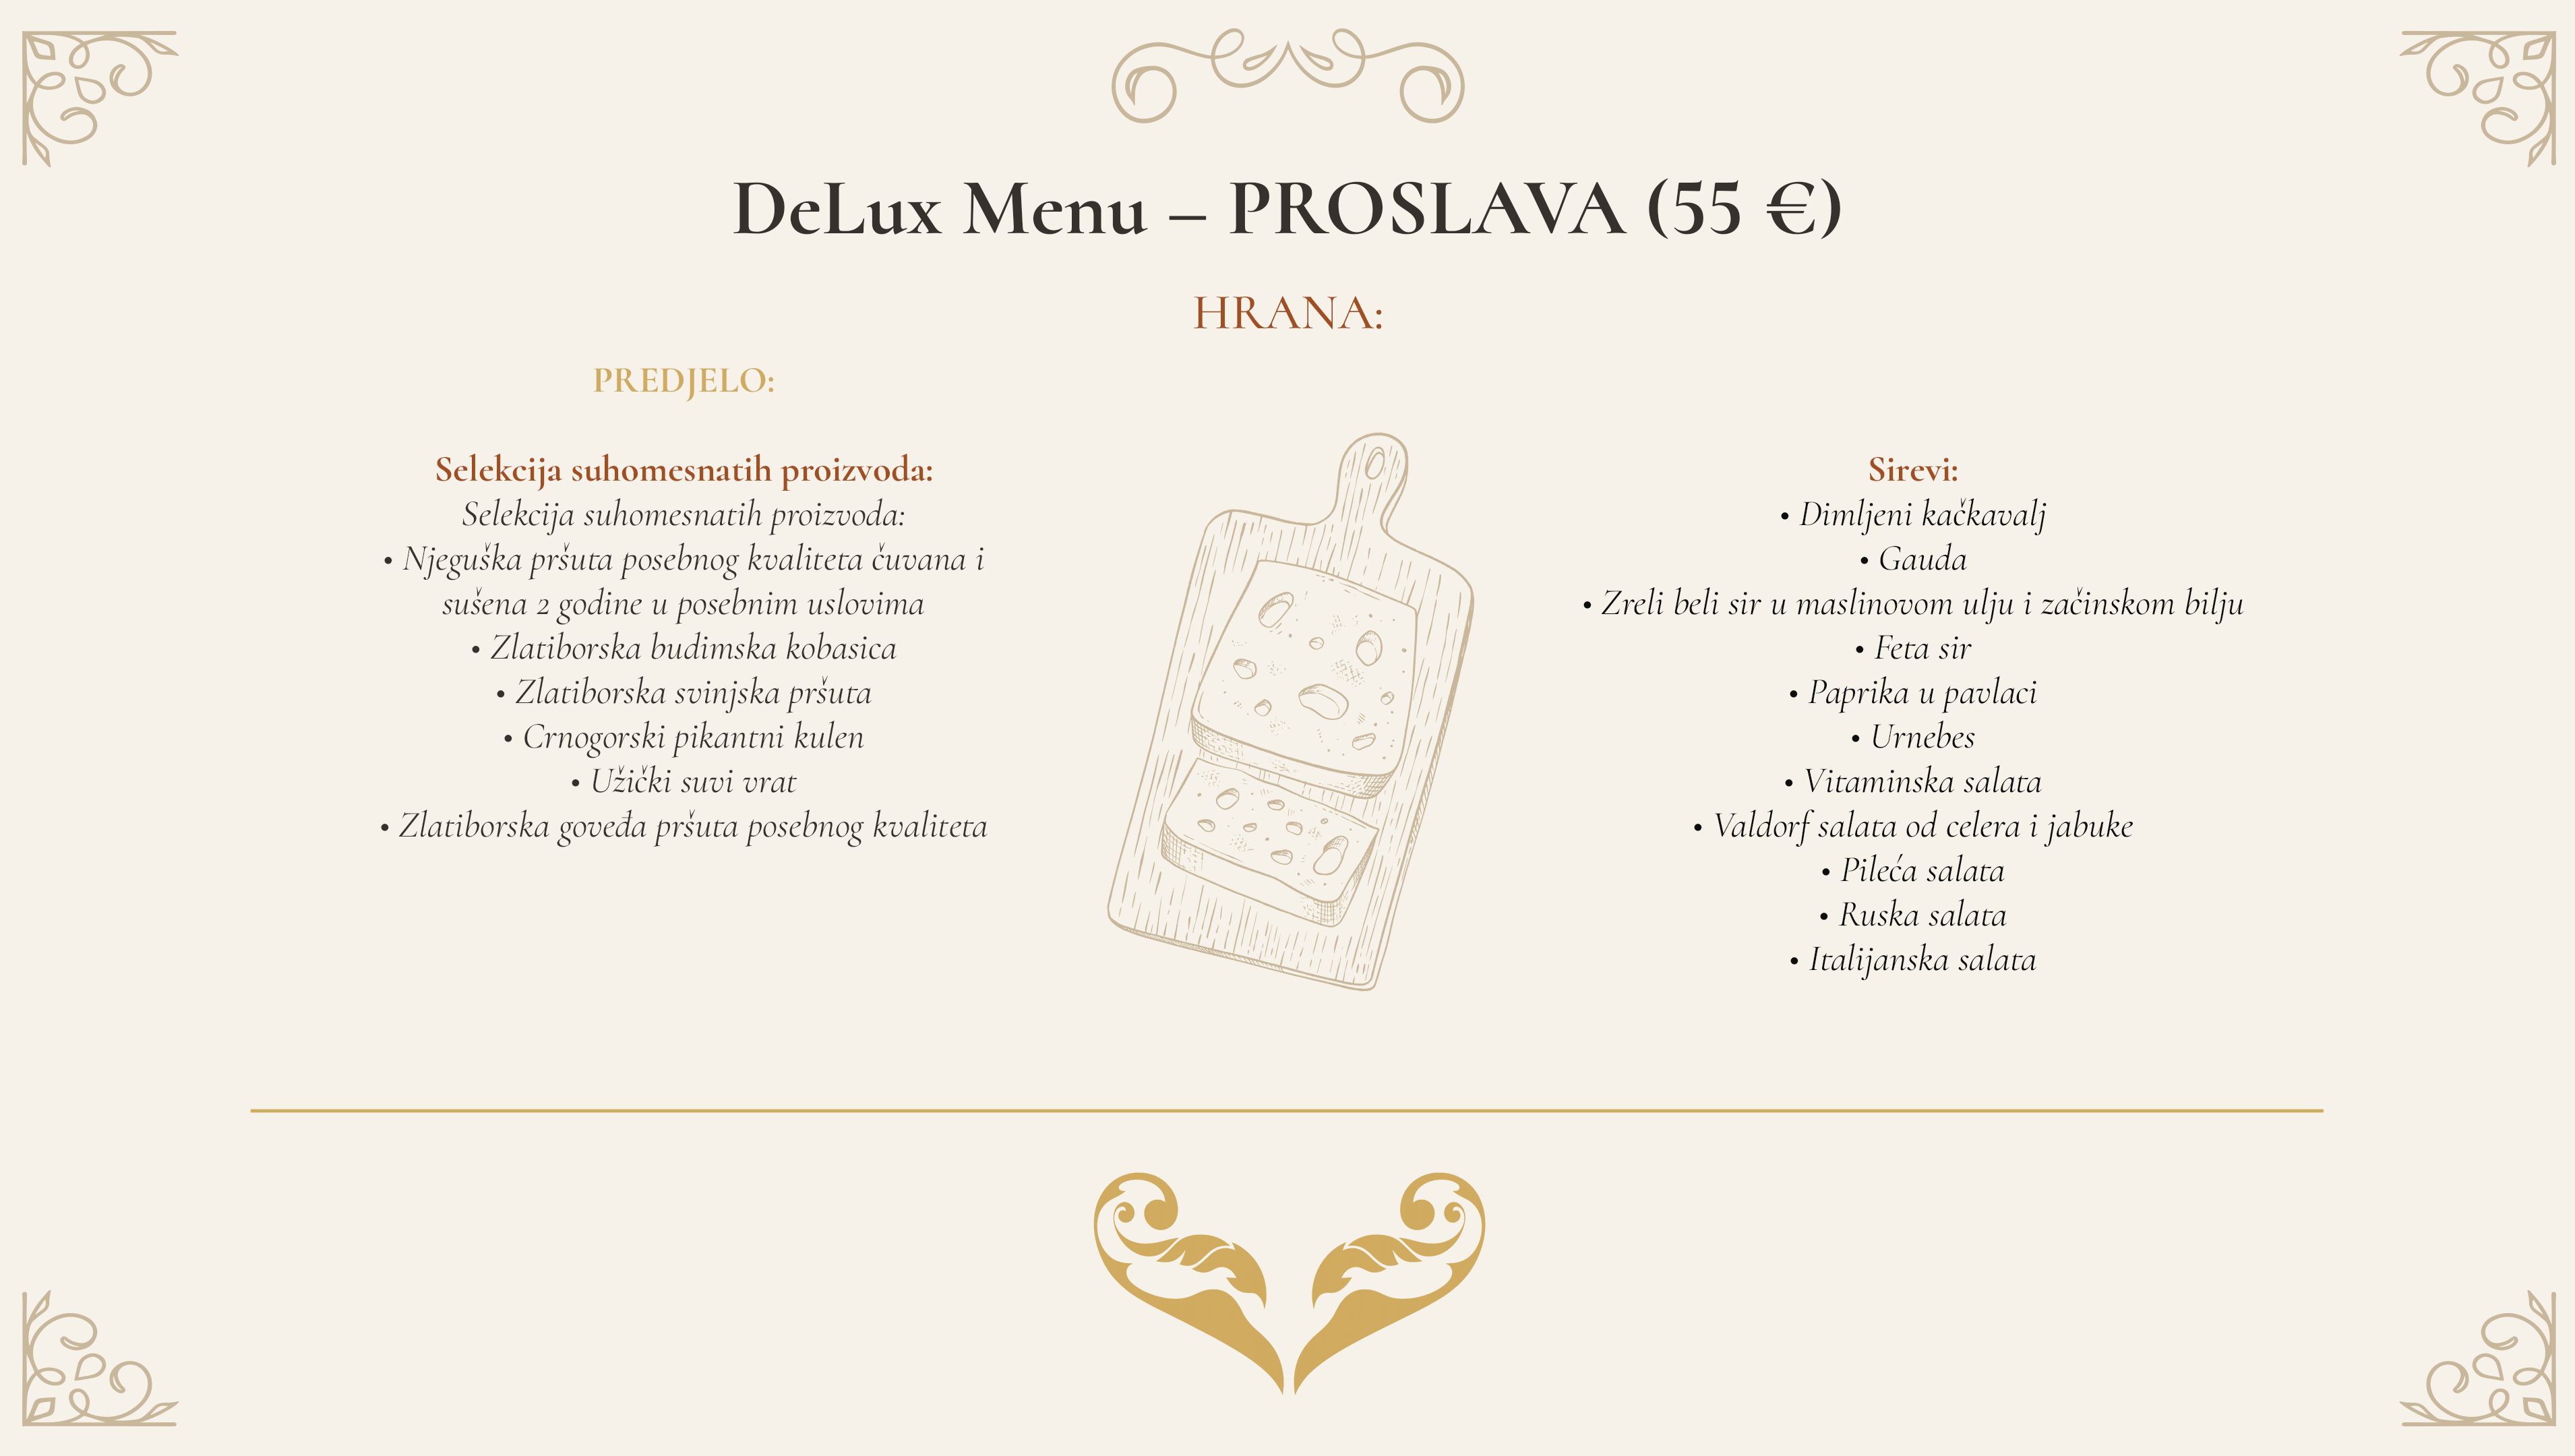 DeLux Menu – PROSLAVA (55 €)
HRANA:
PREDJELO:
Selekcija suhomesnatih proizvoda:
Selekcija suhomesnatih proizvoda:
• Njeguška pršuta posebnog kvaliteta čuvana i
sušena 2 godine u posebnim uslovima
• Zlatiborska budimska kobasica
• Zlatiborska svinjska pršuta
• Crnogorski pikantni kulen
• Užički suvi vrat
• Zlatiborska goveđa pršuta posebnog kvaliteta
Sirevi:
• Dimljeni kačkavalj
• Gauda
• Zreli beli sir u maslinovom ulju i začinskom bilju
• Feta sir
• Paprika u pavlaci
• Urnebes
• Vitaminska salata
• Valdorf salata od celera i jabuke
• Pileća salata
• Ruska salata
• Italijanska salata